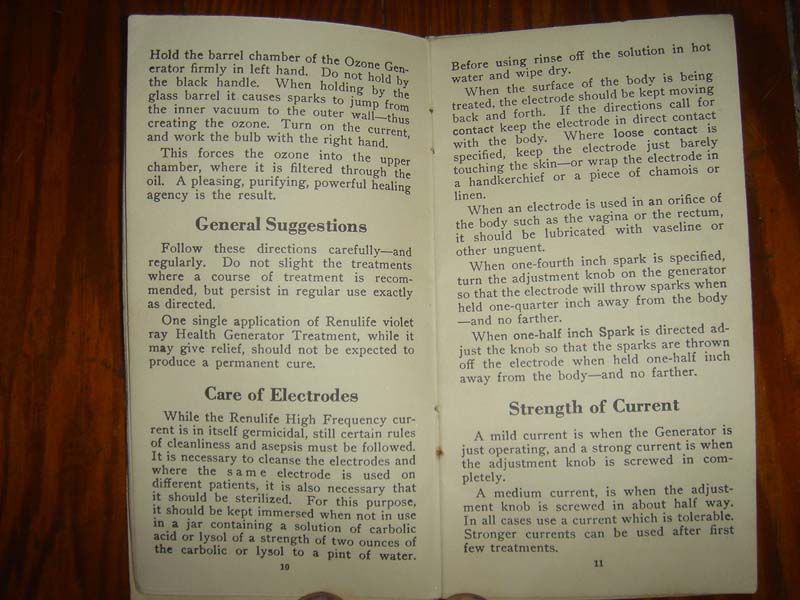 Hold the barrel chamber of the Ozone Gen-
erator firmly in left hand. Do not hold by
the black handle. When holding by the
glass barrel it causes sparks to jump from
the inner vacuum to the outer wall—thus
creating the ozone. Turn on the current,
and work the bulb with the right hand.
This forces the ozone into the upper
chamber, where it is filtered through the
oil. A pleasing, purifying, powerful healing
agency is the result.
General Suggestions
Follow these directions carefully—and
regularly. Do not slight the treatments
where a course of treatment is recom-
mended, but persist in regular use exactly
as directed.
One single application of Renulife violet
ray Health Generator Treatment, while it
may give relief, should not be expected to
produce a permanent cure.
Care of Electrodes
While the Renulife High Frequency cur-
rent is in itself germicidal, still certain rules
of cleanliness and asepsis must be followed.
It is necessary to cleanse the electrodes and
where the same electrode is used on
different patients, it is also necessary that
it should be sterilized. For this purpose,
it should be kept immersed when not in use
in a jar containing a solution of carbolic
acid or lysol of a strength of two ounces of
the carbolic or lysol to a pint of water.
10
Before using rinse off the solution in hot
water and wipe dry.
When the surface of the body is being
treated, the electrode should be kept moving
back and forth. If the directions call for
contact keep the electrode in direct contact
with the body. Where loose contact is
specified, keep the electrode just barely
touching the skin—or wrap the electrode in
a handkerchief or a piece of chamois or
linen.
When an electrode is used in an orifice of
the body such as the vagina or the rectum,
it should be lubricated with vaseline or
other unguent.
When one-fourth inch spark is specified,
turn the adjustment knob on the generator
so that the electrode will throw sparks when
held one-quarter inch away from the body
—and no farther.
When one-half inch Spark is directed ad-
just the knob so that the sparks are thrown
off the electrode when held one-half inch
away from the body—and no farther.
Strength of Current
A mild current is when the Generator is
just operating, and a strong current is when
the adjustment knob is screwed in com-
pletely.
A medium current, is when the adjust-
ment knob is screwed in about half way.
In all cases use a current which is tolerable.
Stronger currents can be used after first
few treatments.
11